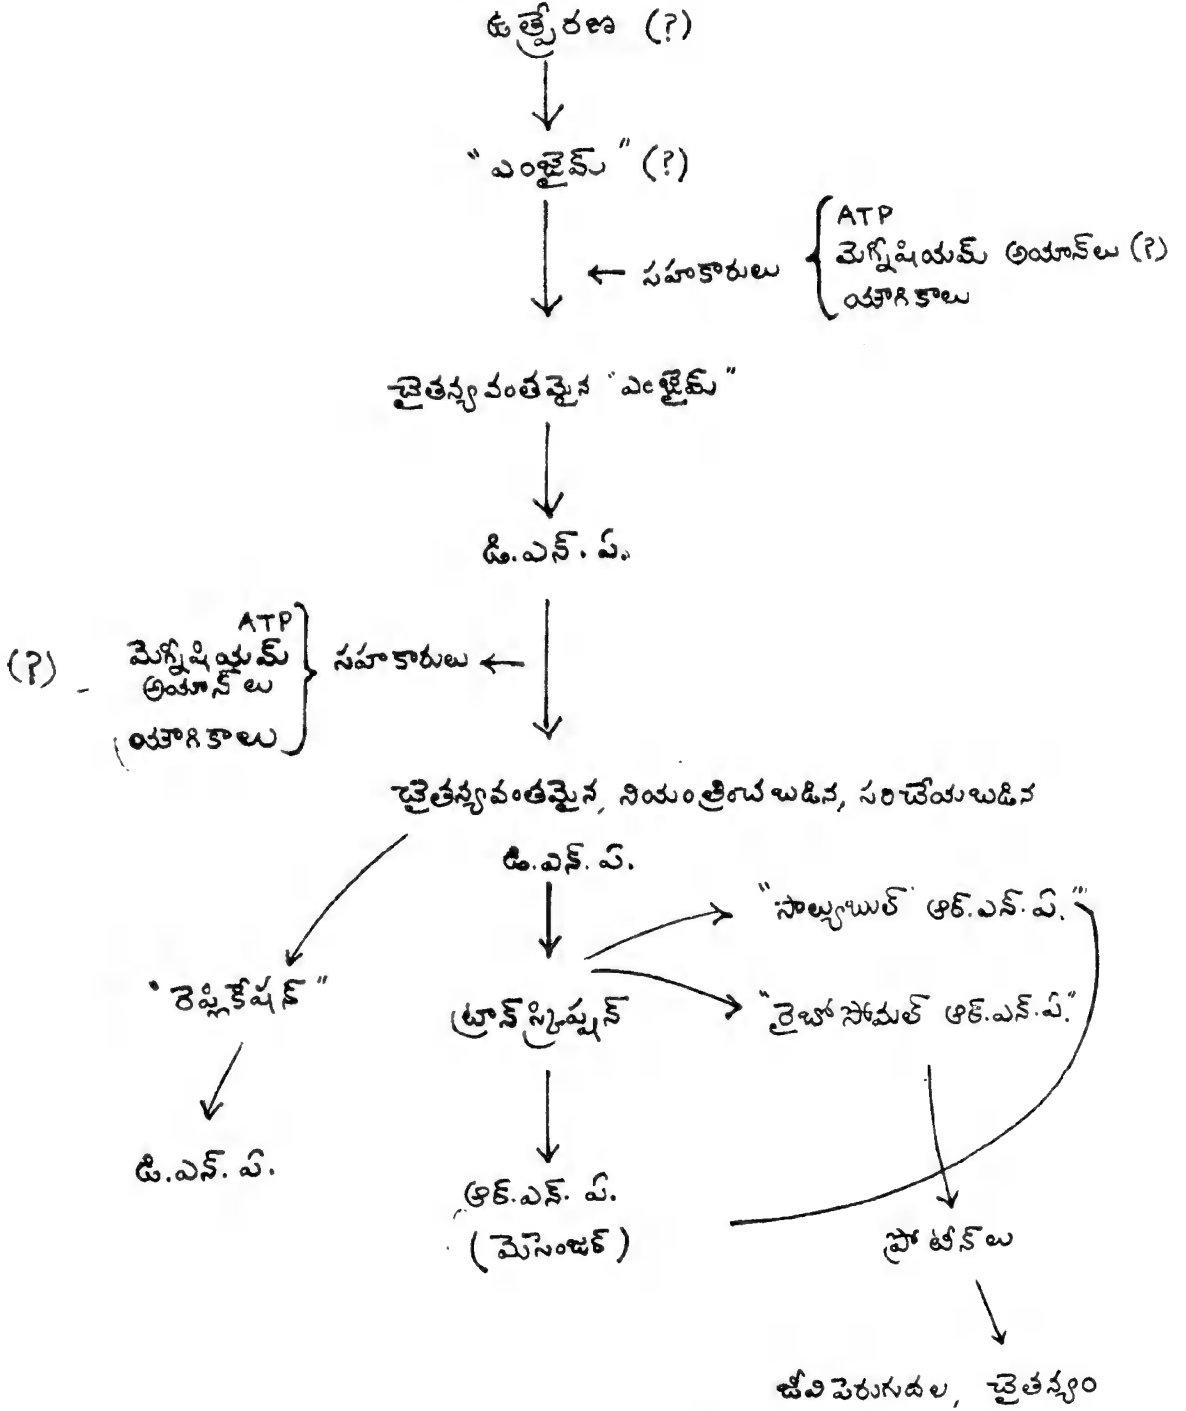 ఉత్ప్రేరణ (?)
"ఎంజైమ్" (?)
ATP
మెగ్నీషియమ్ అయాన్‌లు (?)
← సహకారులు
యౌగికాలు
చైతన్యవంతమైన "ఎంజైమ్"
డి.ఎన్.ఏ.
ATP
(?) మెగ్నీషియమ్ సహకారులు ←
అయాన్‌లు
యౌగికాలు
చైతన్యవంతమైన, నియంత్రించబడిన, సరిచేయబడిన
డి.ఎన్.ఏ.
"సాల్యుబుల్ ఆర్.ఎన్.ఏ."
"రెప్లికేషన్"
ట్రాన్‌స్క్రిప్షన్ "రైబోసోమల్ ఆర్.ఎన్.ఏ."
డి.ఎన్.ఏ.
ఆర్.ఎన్.ఏ.
(మెసెంజర్)
ప్రోటీన్‌లు
జీవి పెరుగుదల, చైతన్యం